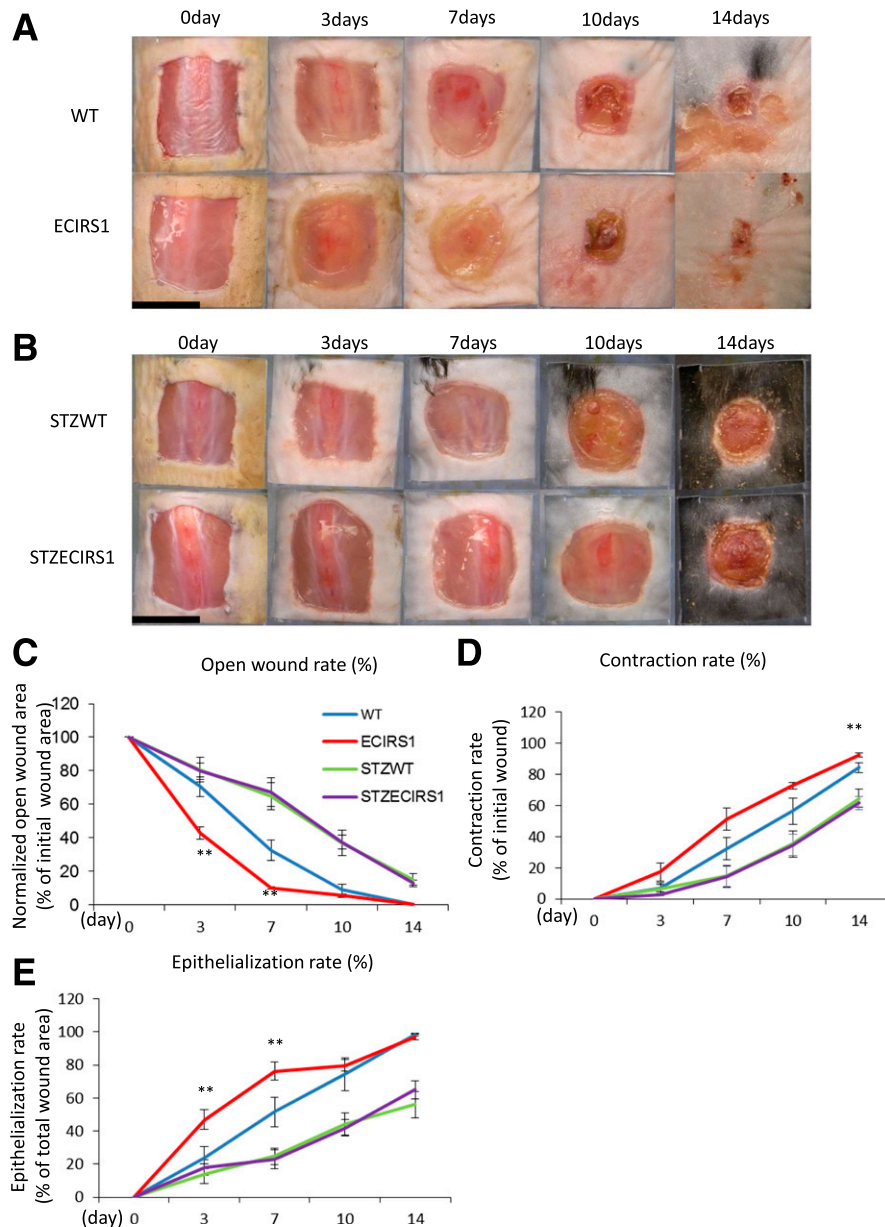 A
0day 3days 7days 10days 14days
WT
ECIRS1
B
0day 3days 7days 10days 14days
STZWT
STZECIRS1
C
Open wound rate (%)
Normalized open wound area
(% of initial wound area)
120
100
80
60
40
20
0
WT
ECIRS1
STZWT
STZECIRS1
**
**
(day) 0 3 7 10 14
D
Contraction rate (%)
Contraction rate
(% of initial wound)
120
100
80
60
40
20
0
**
(day) 0 3 7 10 14
E
Epithelialization rate (%)
Epithelialization rate
(% of total wound area)
120
100
80
60
40
20
0
**
**
(day) 0 3 7 10 14